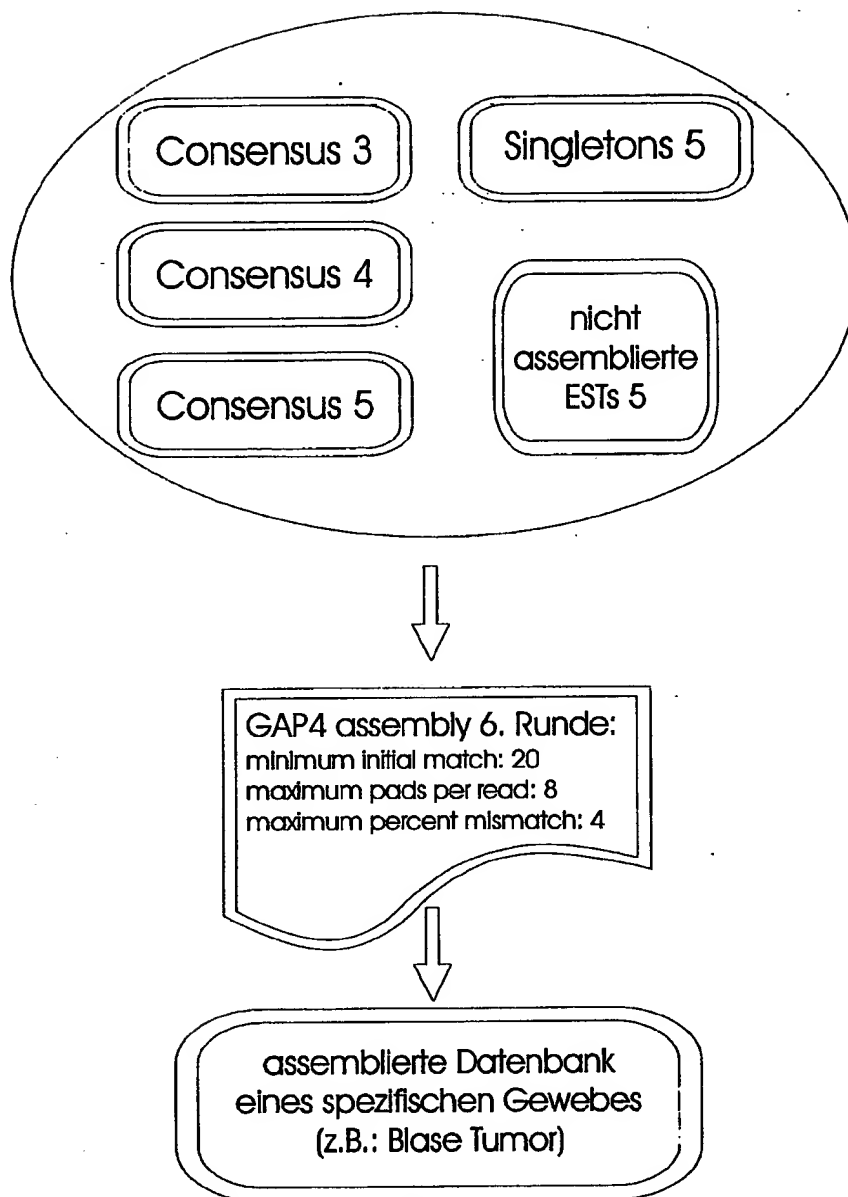 Consensus 3
Singletons 5
Consensus 4
nicht
assemblierte
ESTs 5
Consensus 5
GAP4 assembly 6. Runde:
minimum initial match: 20
maximum pads per read: 8
maximum percent mismatch: 4
assemblierte Datenbank
eines spezifischen Gewebes
(z.B.: Blase Tumor)